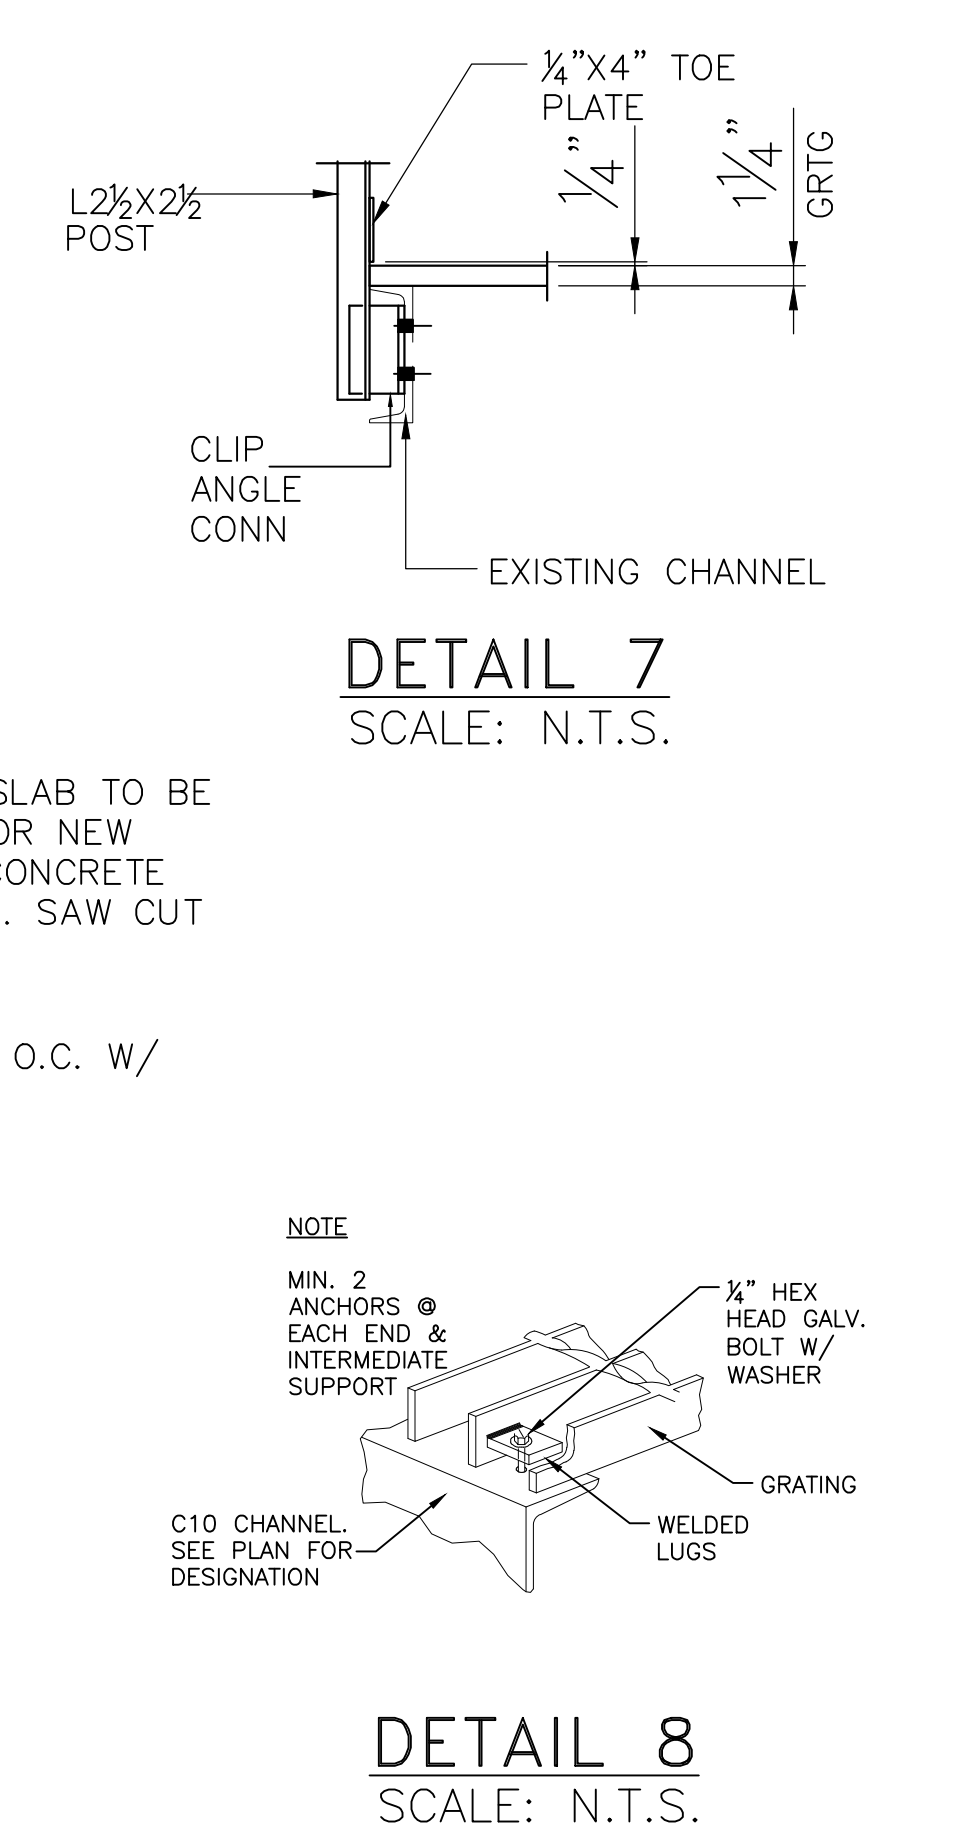 ¼"X4" TOE
PLATE
¼"
1¼"
GRTG
L2½X2½
POST
CLIP
ANGLE
CONN
EXISTING CHANNEL
DETAIL 7
SCALE: N.T.S.
SLAB TO BE
OR NEW
CONCRETE
. SAW CUT
O.C. W/
NOTE
MIN. 2
ANCHORS @
EACH END &
INTERMEDIATE
SUPPORT
¼" HEX
HEAD GALV.
BOLT W/
WASHER
GRATING
WELDED
LUGS
C10 CHANNEL.
SEE PLAN FOR
DESIGNATION
DETAIL 8
SCALE: N.T.S.